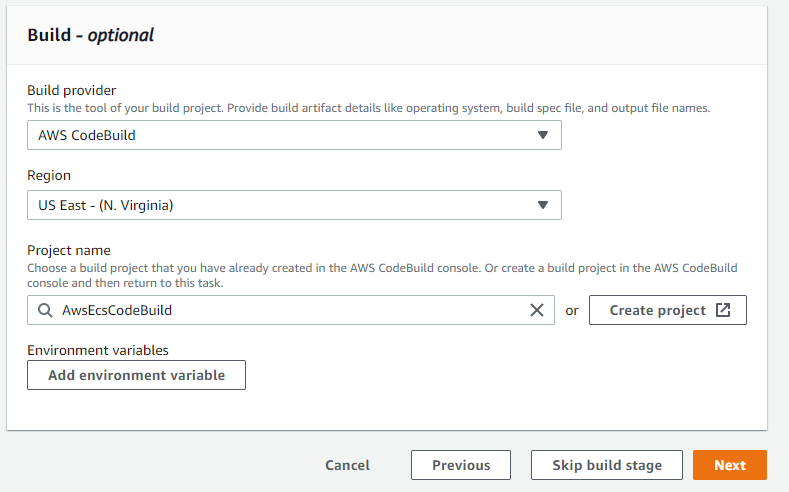 Build - optional
Build provider
This is the tool of your build project. Provide build artifact details like operating system, build spec file, and output file names.
AWS CodeBuild
Region
US East - (N. Virginia)
Project name
Choose a build project that you have already created in the AWS CodeBuild console. Or create a build project in the AWS CodeBuild
console and then return to this task.
AwsEcsCodeBuild or Create project
Environment variables
Add environment variable
Cancel Previous Skip build stage Next